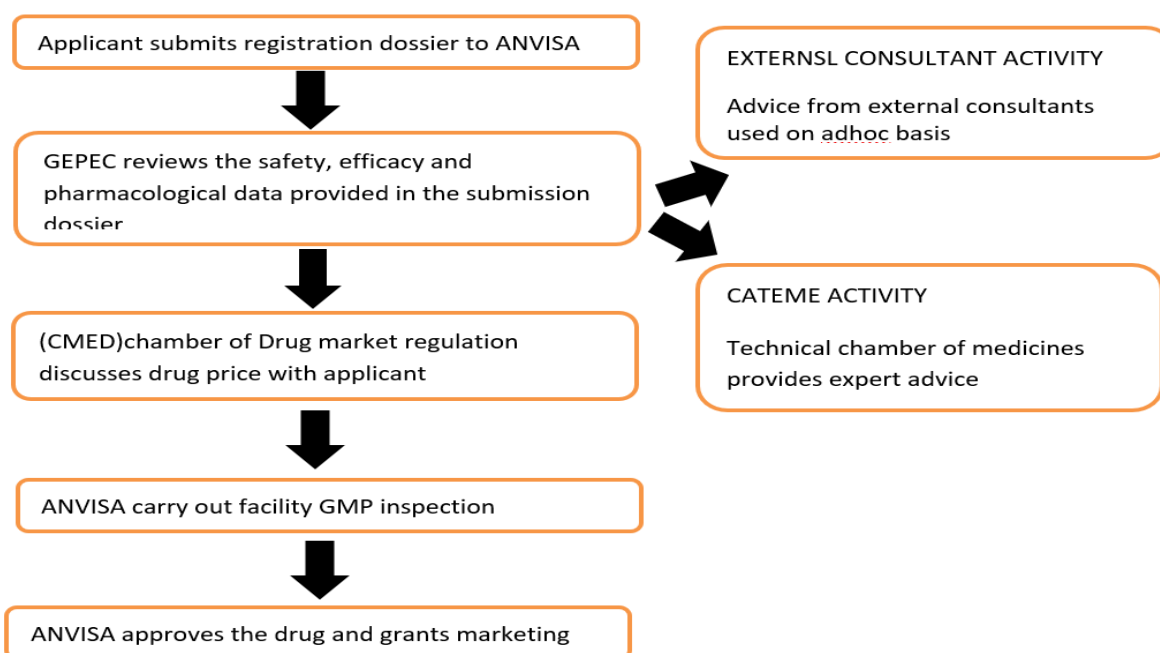 Applicant submits registration dossier to ANVISA
GEPEC reviews the safety, efficacy and
pharmacological data provided in the submission
dossier
(CMED)chamber of Drug market regulation
discusses drug price with applicant
ANVISA carry out facility GMP inspection
ANVISA approves the drug and grants marketing
EXTERNSL CONSULTANT ACTIVITY
Advice from external consultants
used on adhoc basis
CATEME ACTIVITY
Technical chamber of medicines
provides expert advice